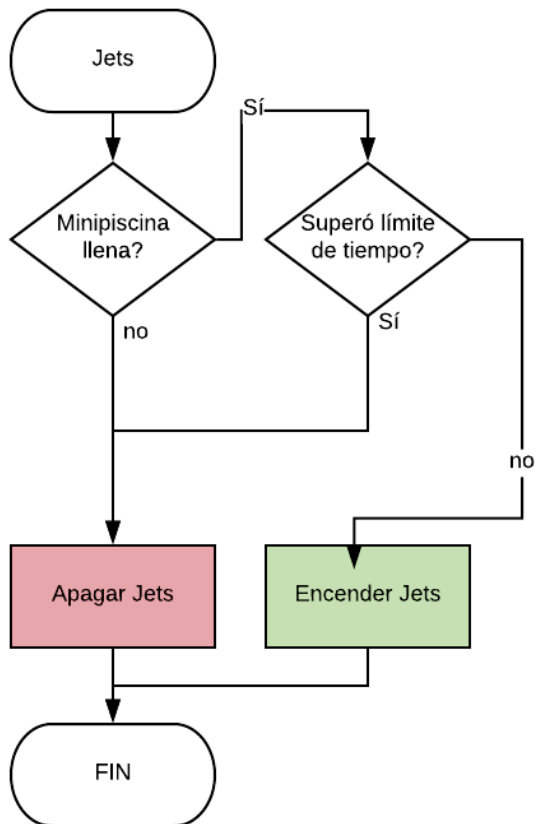 Jets
Sí
Minipiscina
llena?
Superó límite
de tiempo?
no
Sí
no
Apagar Jets
Encender Jets
FIN